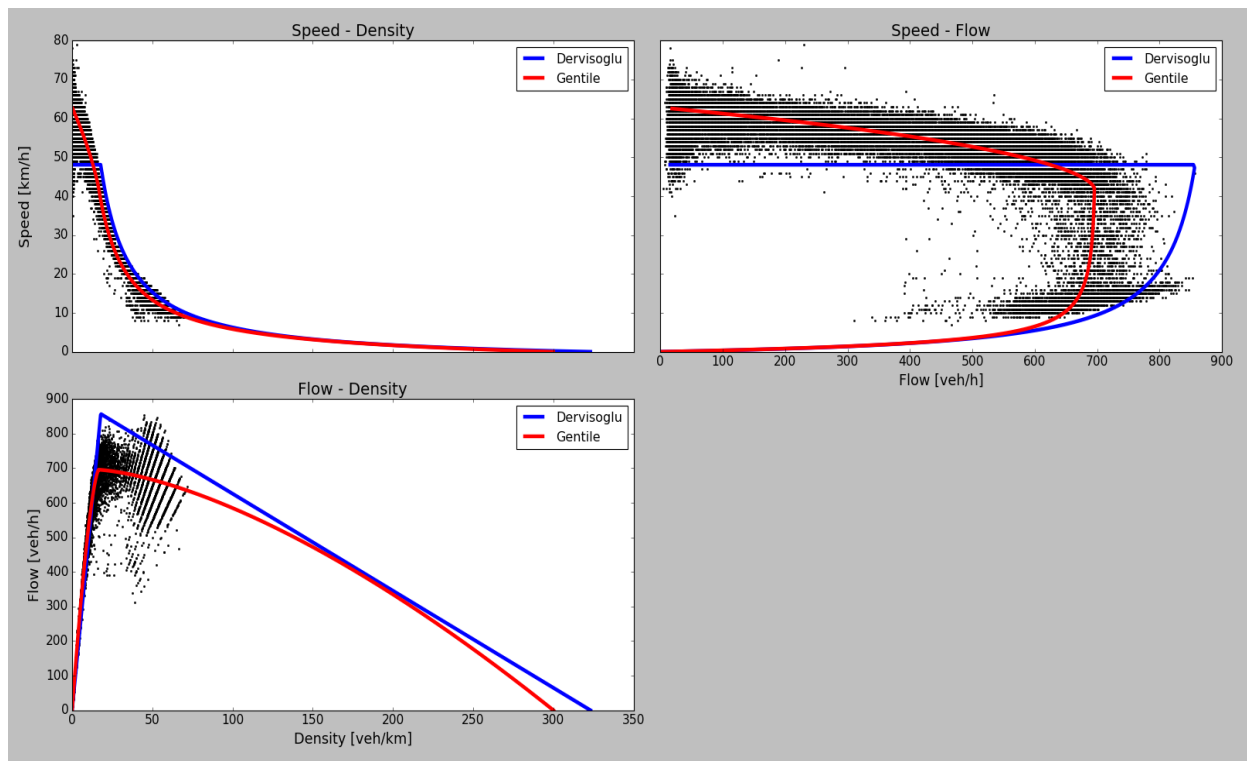 Speed - Density
80
70
60
50
40
30
20
10
0
Speed [km/h]
Dervisoglu
Gentile
Speed - Flow
Dervisoglu
Gentile
0 100 200 300 400 500 600 700 800 900
Flow [veh/h]
Flow - Density
900
800
700
600
500
400
300
200
100
0
Flow [veh/h]
Dervisoglu
Gentile
0 50 100 150 200 250 300 350
Density [veh/km]